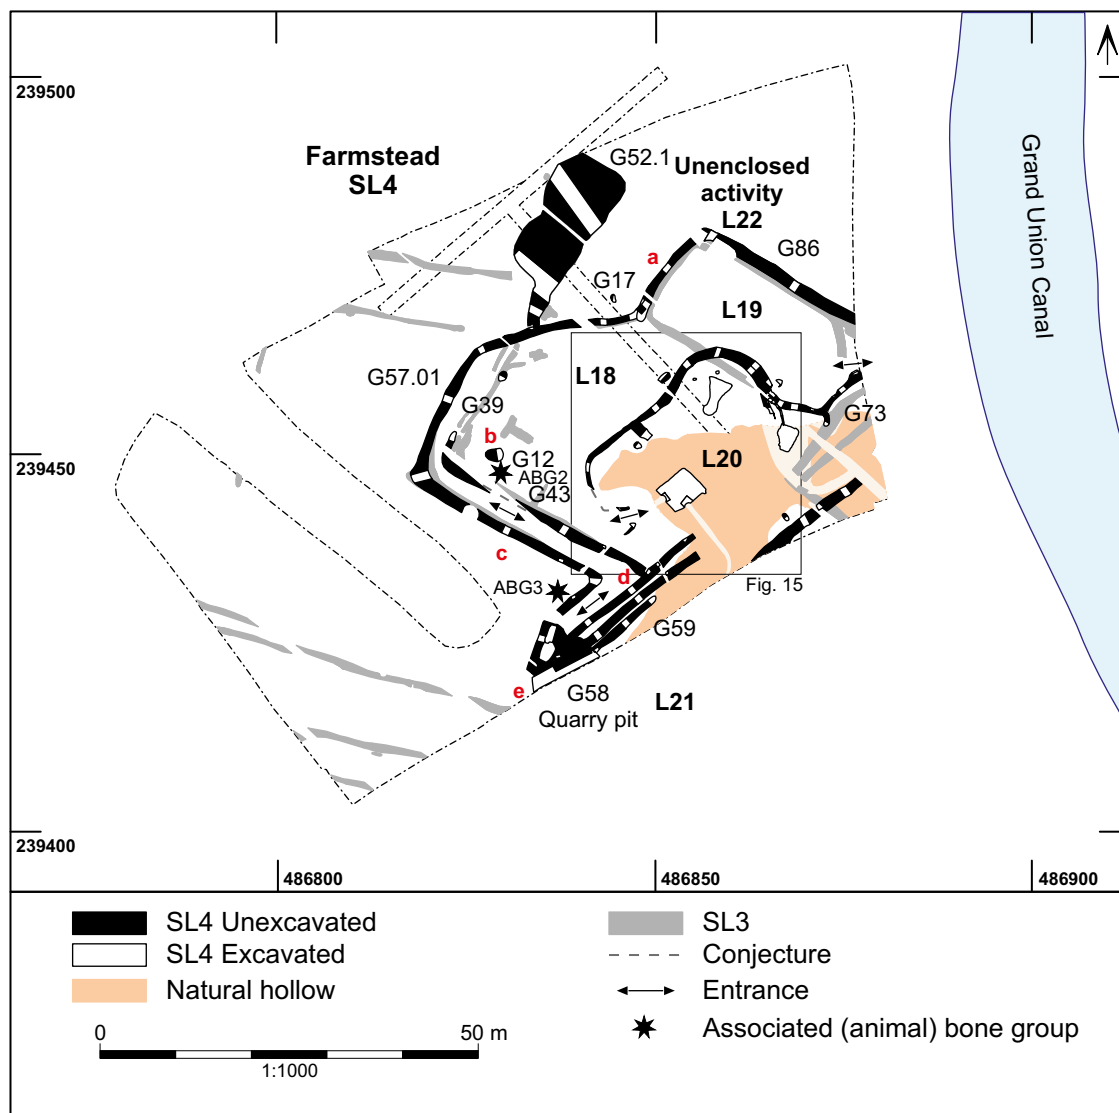 239500
Farmstead
SL4
G52.1
Unenclosed
activity
L22
Grand Union Canal
a
G86
G17
L19
L18
G57.01
G39
G73
b
G12
L20
ABG2
239450
G43
c
d
ABG3
Fig. 15
G59
e
G58
L21
Quarry pit
239400
486800
486850
486900
SL4 Unexcavated
SL3
SL4 Excavated
Conjecture
Natural hollow
Entrance
0
50 m
Associated (animal) bone group
1:1000